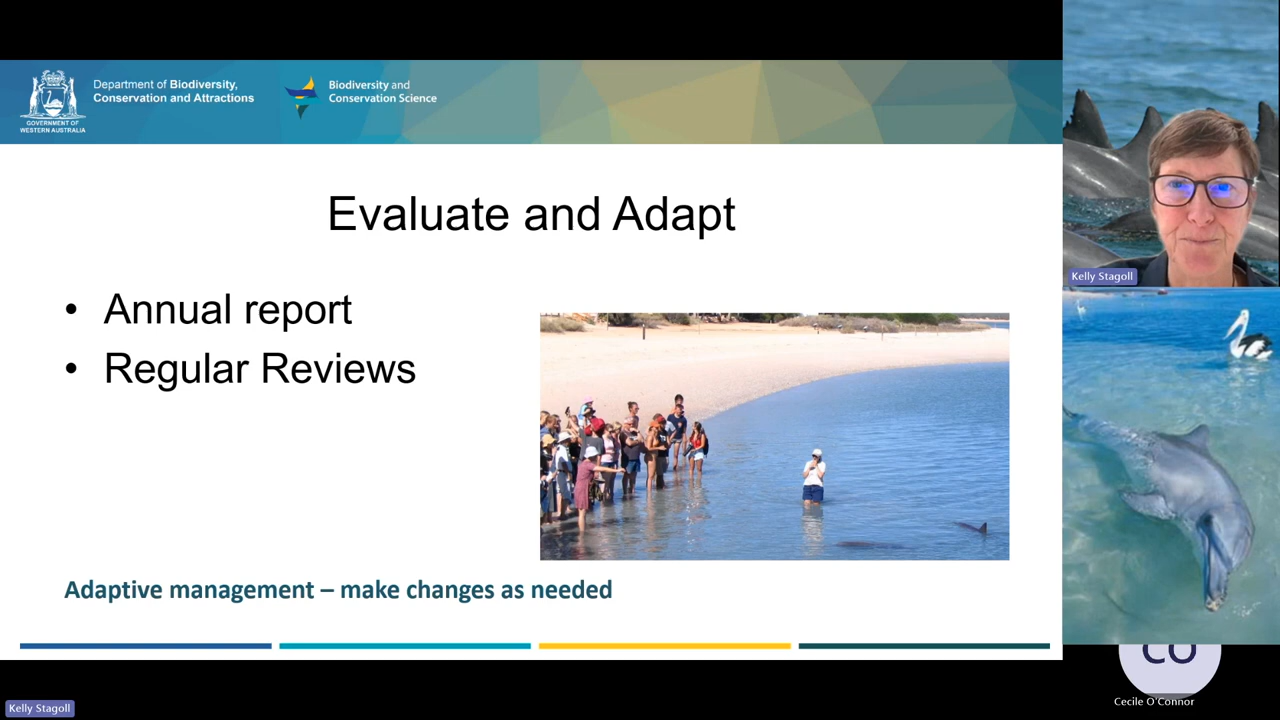 Department of Biodiversity,
Conservation and Attractions
GOVERNMENT OF
WESTERN AUSTRALIA
Biodiversity and
Conservation Science
Evaluate and Adapt
• Annual report
• Regular Reviews
Adaptive management – make changes as needed
Kelly Stagoll
CO
Cecile O'Connor
Kelly Stagoll